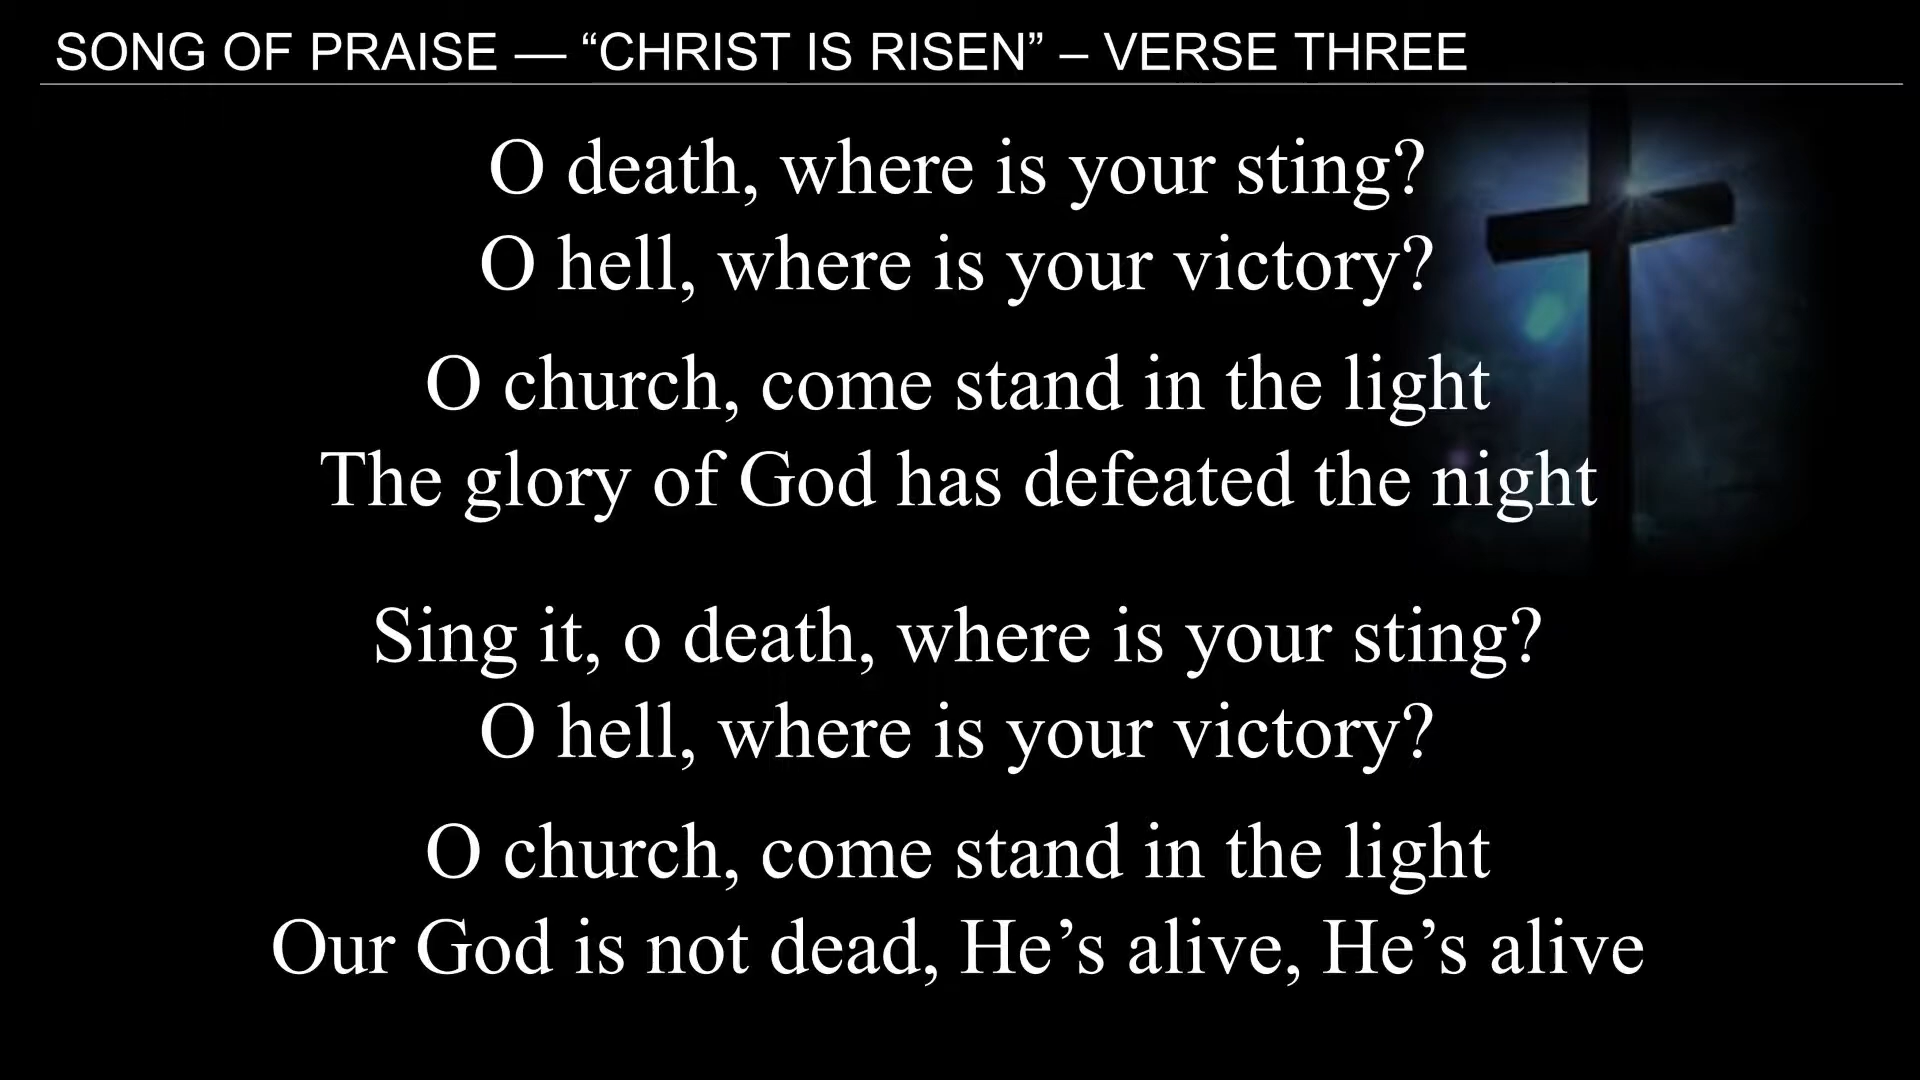 SONG OF PRAISE — “CHRIST IS RISEN” – VERSE THREE
O death, where is your sting?
O hell, where is your victory?
O church, come stand in the light
The glory of God has defeated the night
Sing it, o death, where is your sting?
O hell, where is your victory?
O church, come stand in the light
Our God is not dead, He’s alive, He’s alive